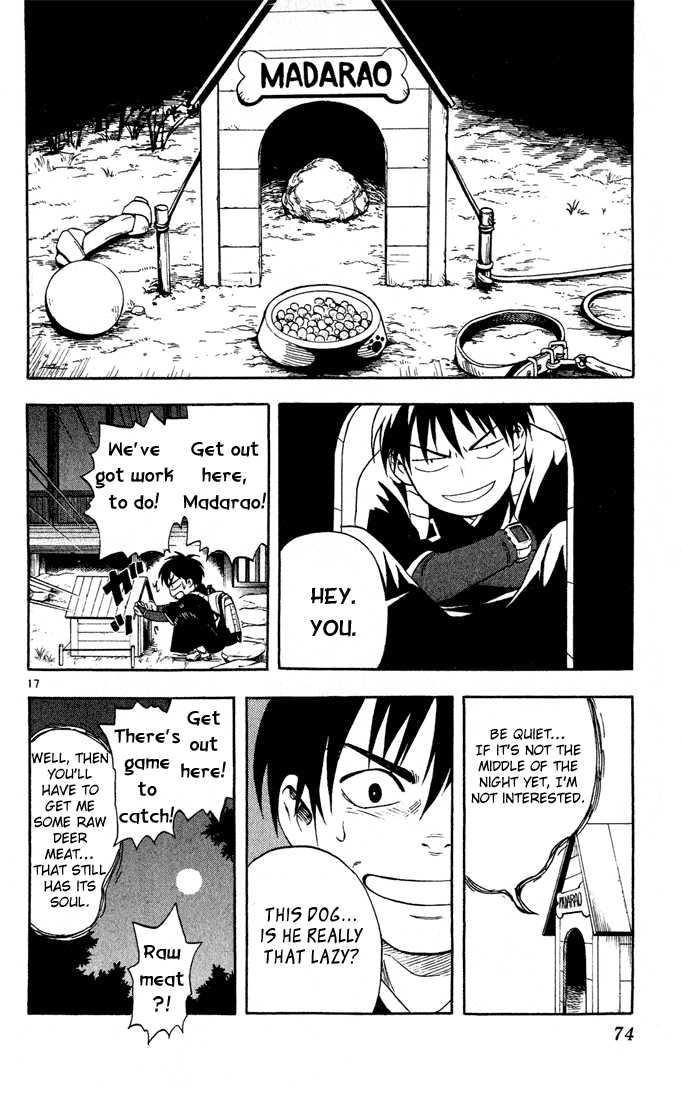 MADARAO
HEY.
YOU.
Get out
here,
Madarao!
We've
got work
to do!
17
BE QUIET...
IF IT'S NOT THE
MIDDLE OF THE
NIGHT YET, I'M
NOT INTERESTED.
MADARAO
THIS DOG...
IS HE REALLY
THAT LAZY?
Get
out
here!
There's
game
to
catch!
WELL, THEN
YOU'LL
HAVE TO
GET ME
SOME RAW
DEER
MEAT...
THAT STILL
HAS ITS
SOUL.
Raw
meat
?!
74